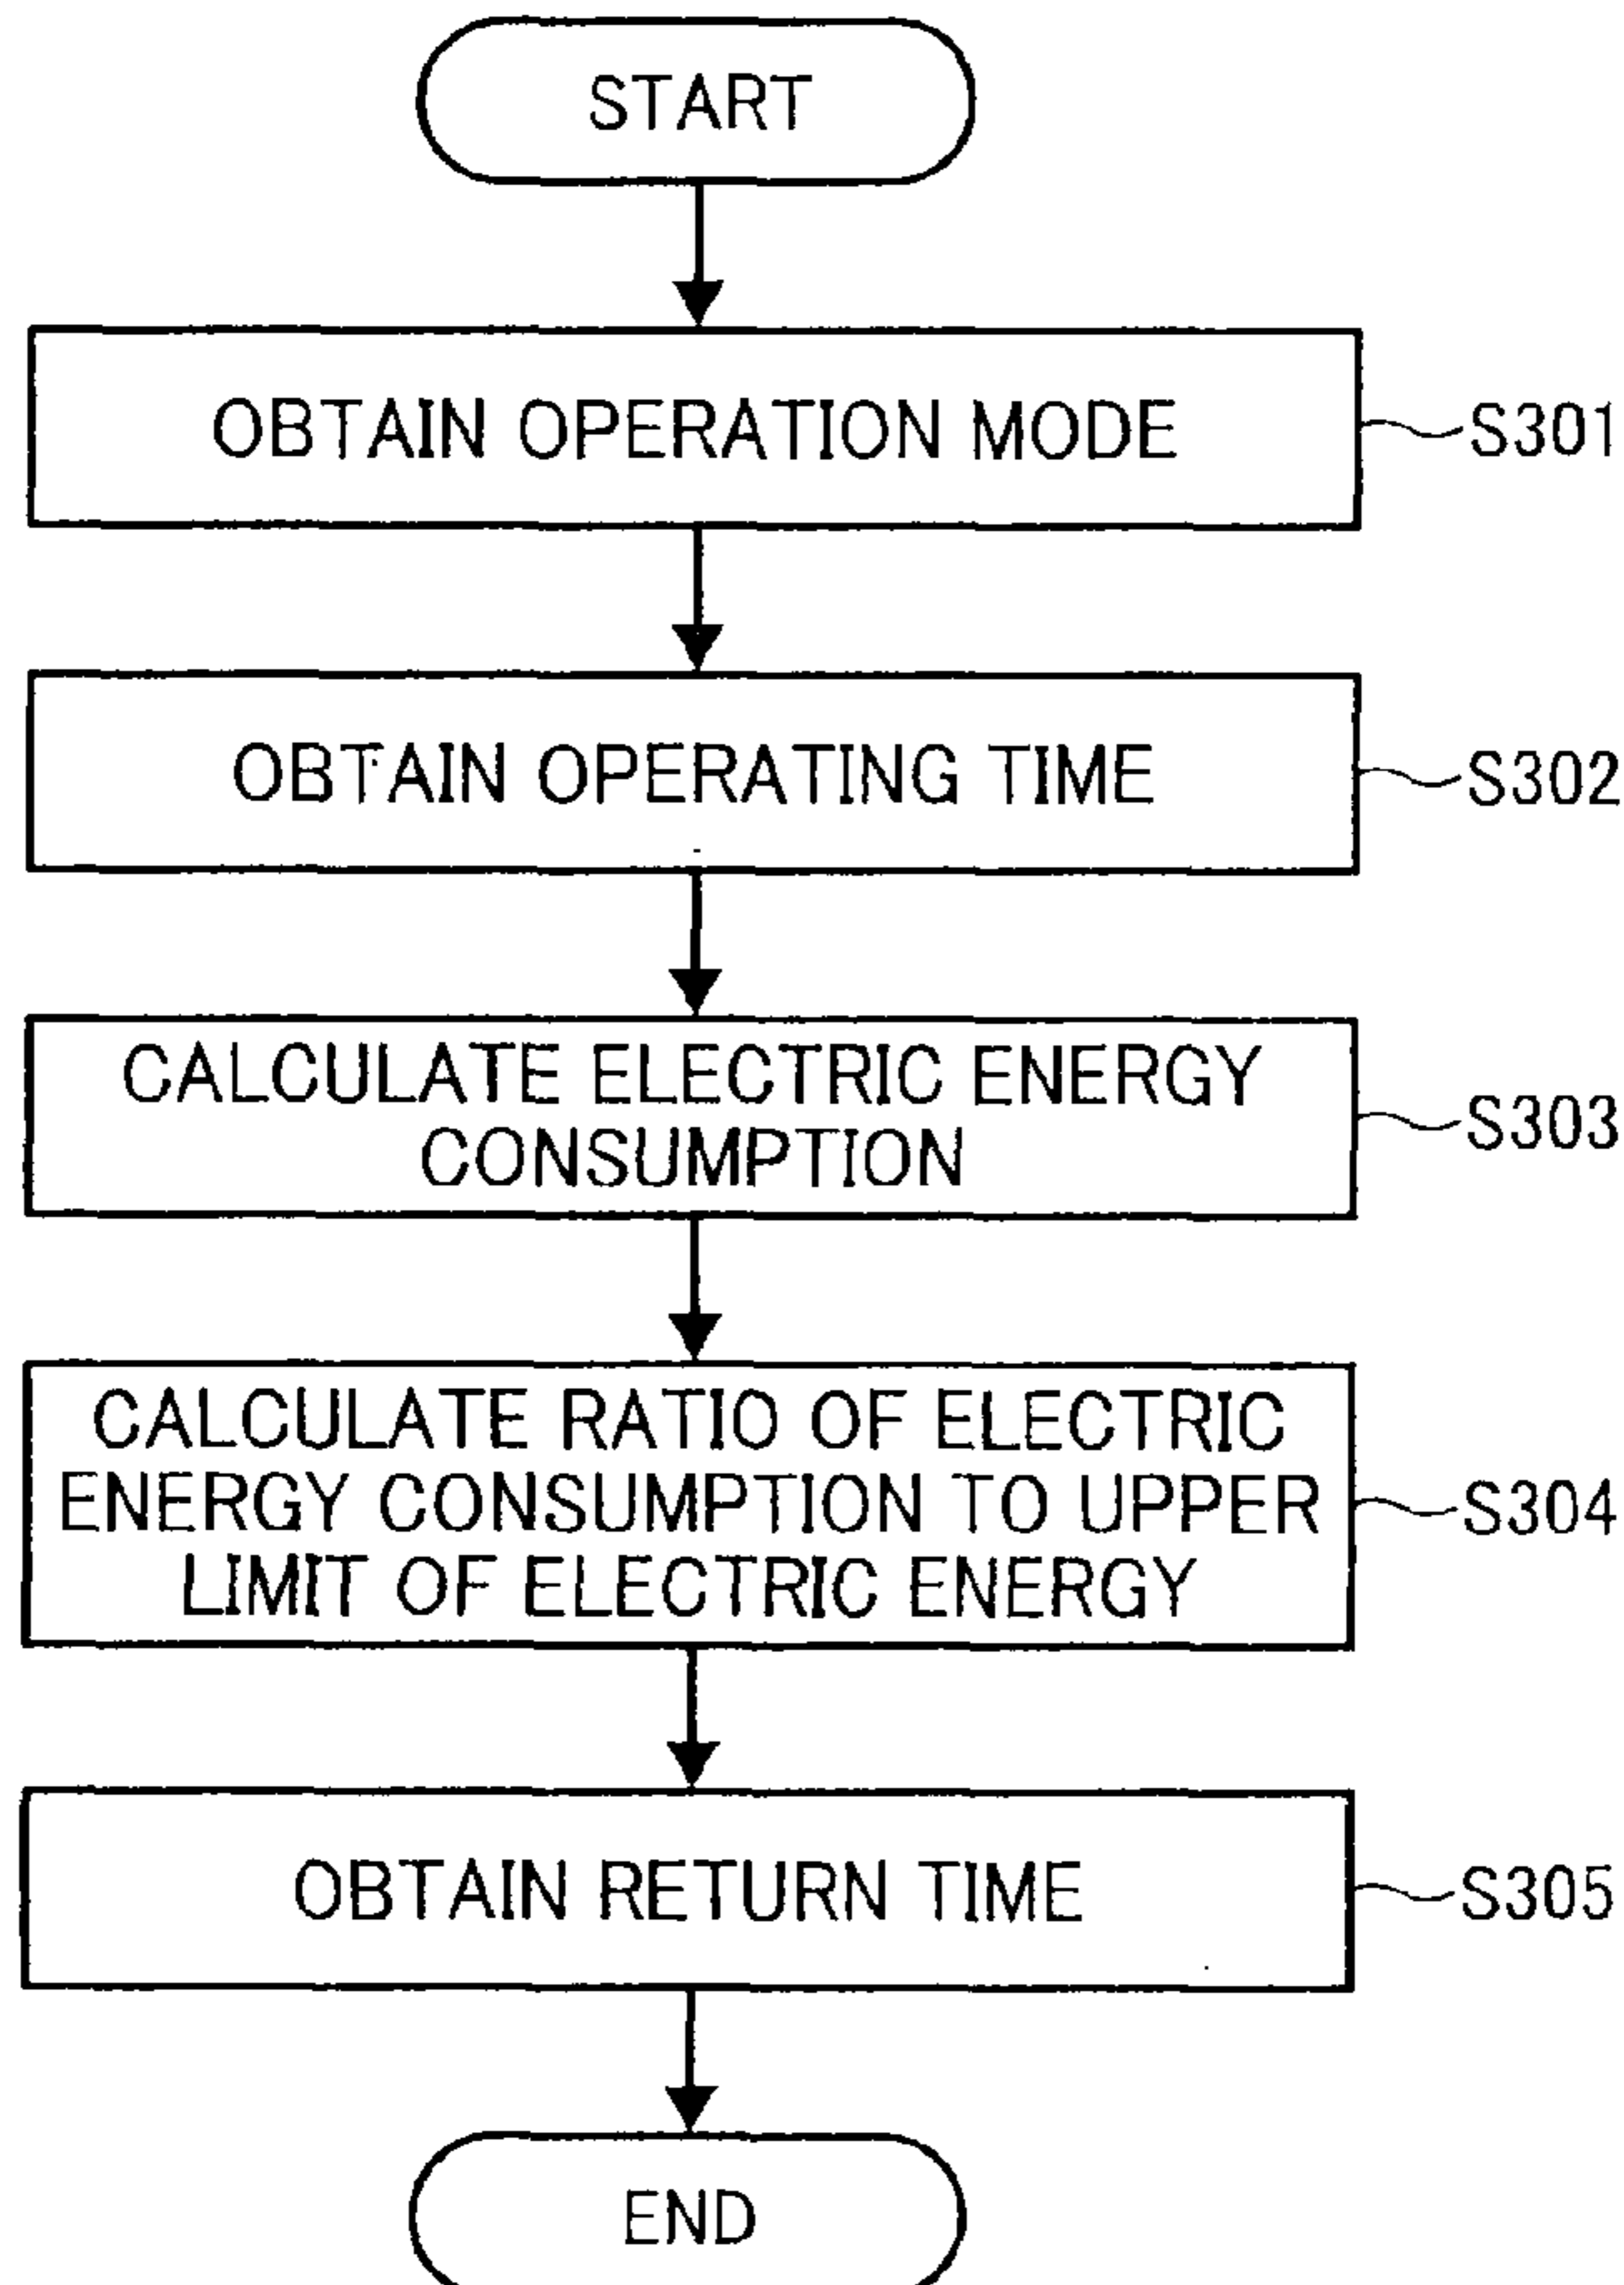 START
OBTAIN OPERATION MODE
S301
OBTAIN OPERATING TIME
S302
CALCULATE ELECTRIC ENERGY
CONSUMPTION
S303
CALCULATE RATIO OF ELECTRIC
ENERGY CONSUMPTION TO UPPER
LIMIT OF ELECTRIC ENERGY
S304
OBTAIN RETURN TIME
S305
END